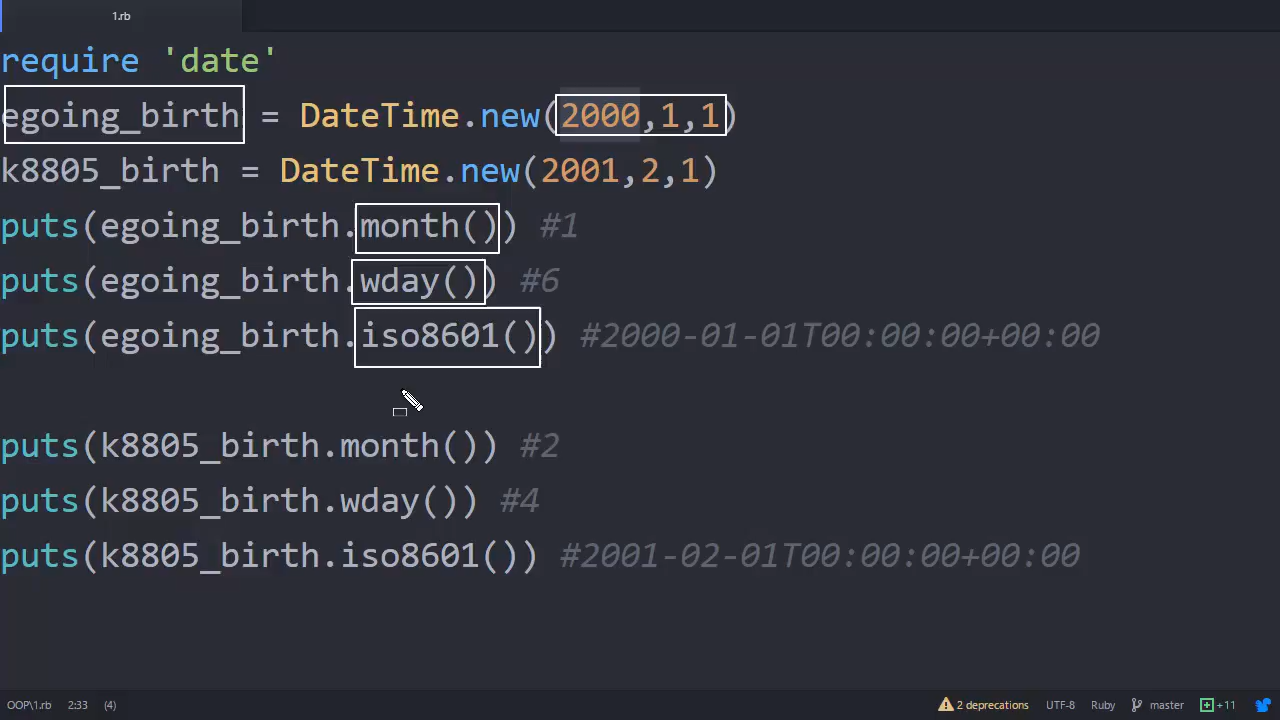 1.rb
require 'date'
egoing_birth = DateTime.new(2000,1,1)
k8805_birth = DateTime.new(2001,2,1)
puts(egoing_birth.month()) #1
puts(egoing_birth.wday()) #6
puts(egoing_birth.iso8601()) #2000-01-01T00:00:00+00:00
puts(k8805_birth.month()) #2
puts(k8805_birth.wday()) #4
puts(k8805_birth.iso8601()) #2001-02-01T00:00:00+00:00
OOP\1.rb 2:33 (4) 2 deprecations UTF-8 Ruby master +11